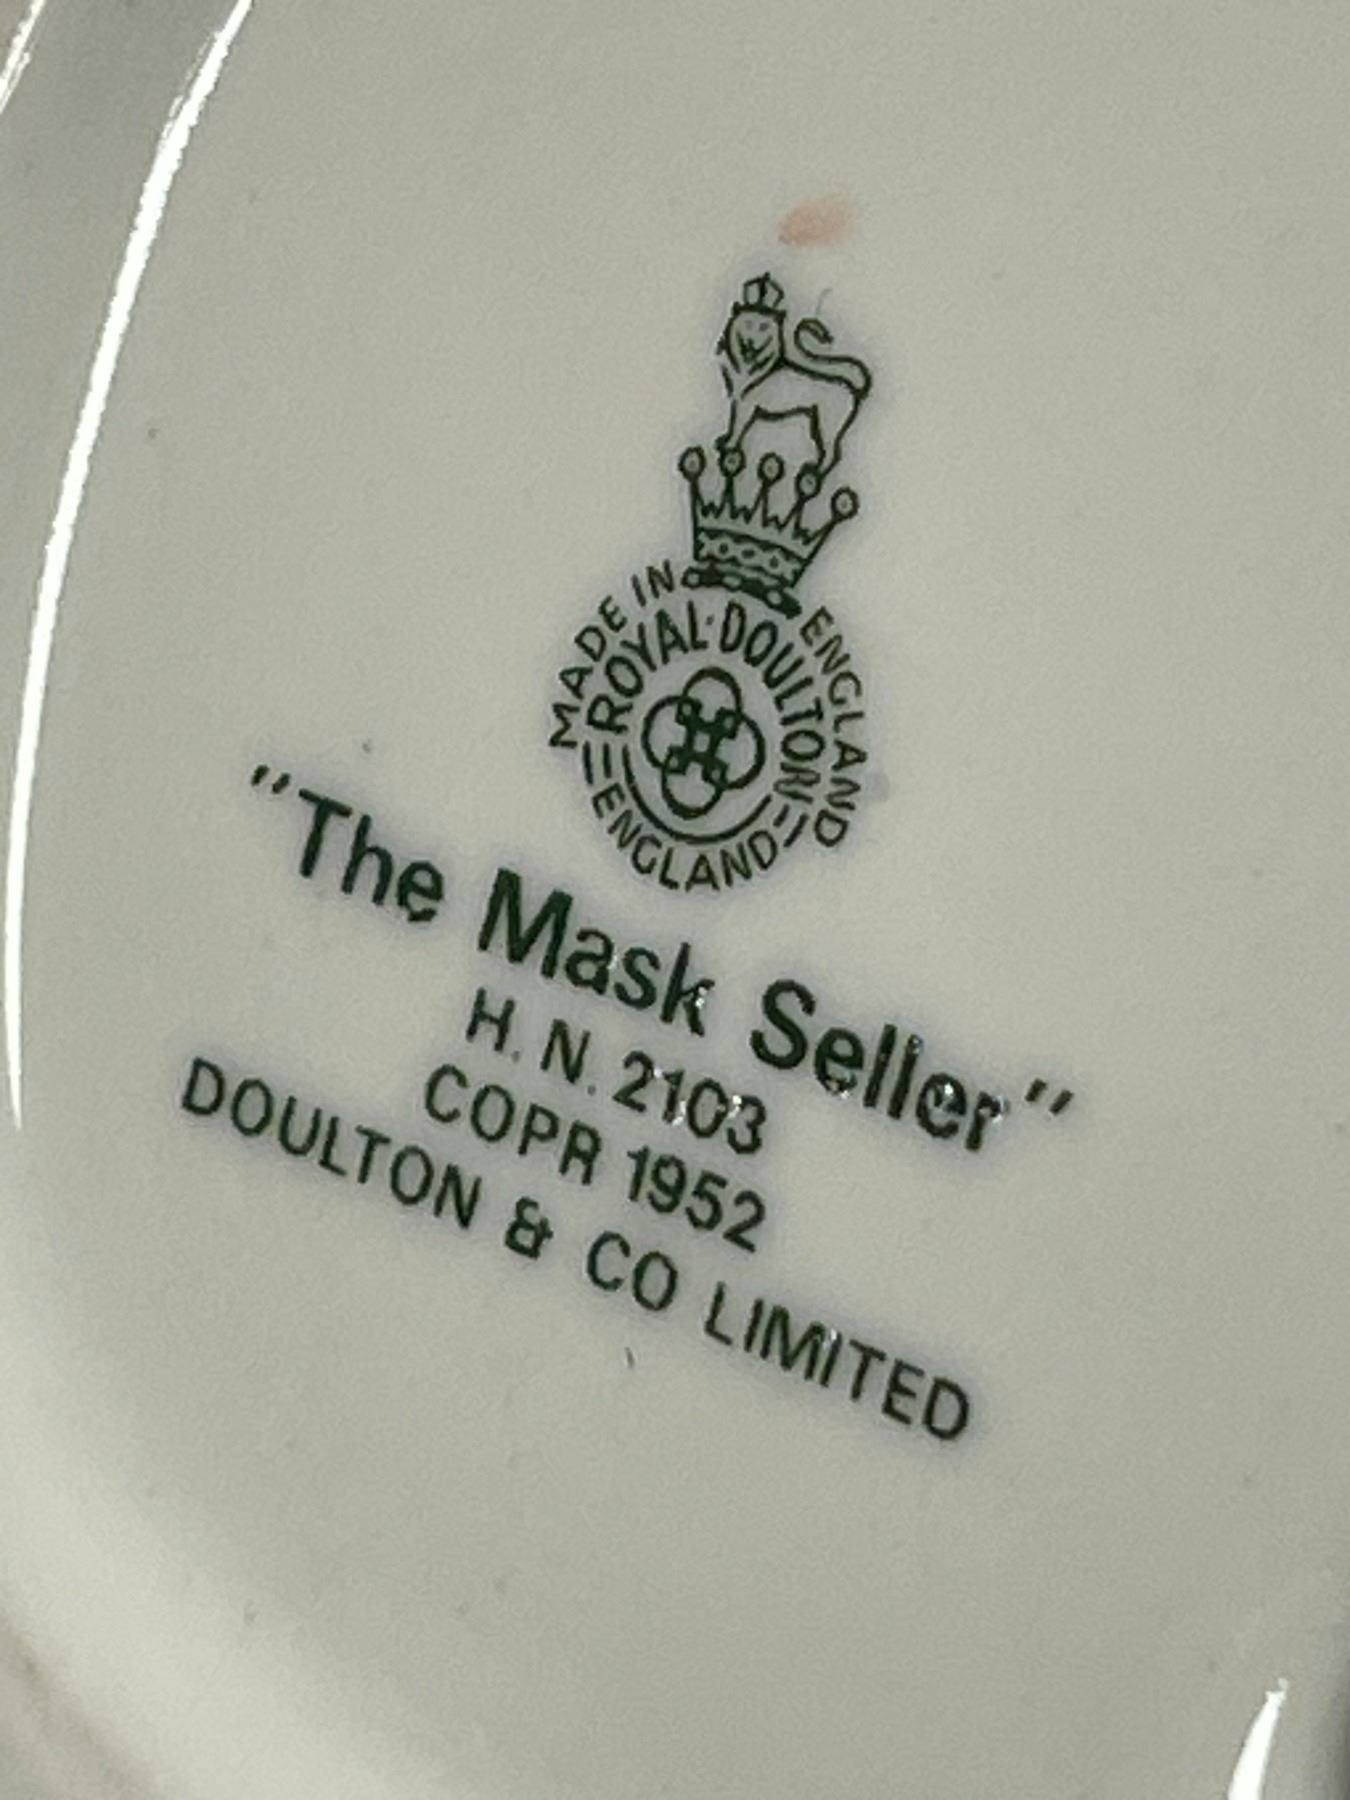 MADE IN ENGLAND
ROYAL·DOULTON
ENGLAND
"The Mask Seller"
H. N. 2103
COPR 1952
DOULTON & CO LIMITED